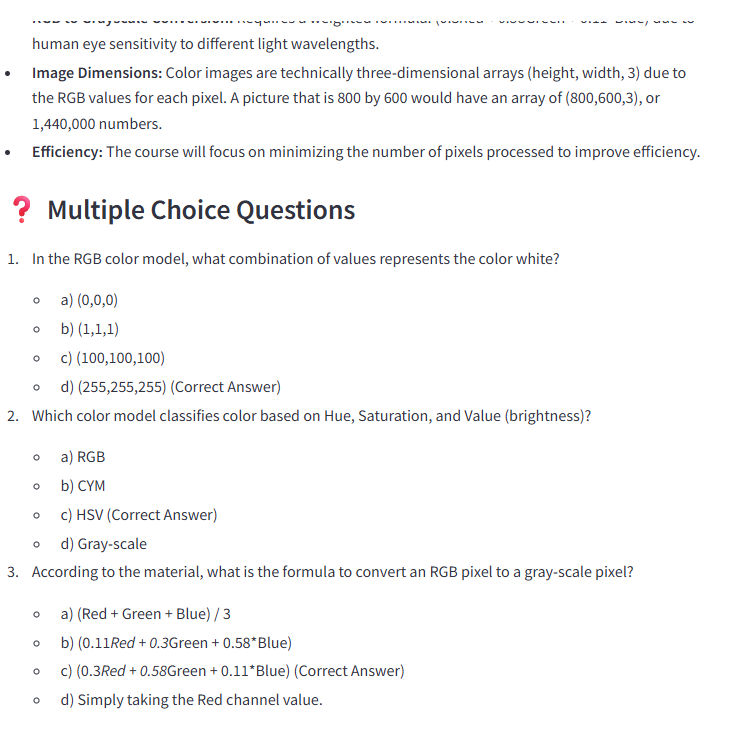 human eye sensitivity to different light wavelengths.
• Image Dimensions: Color images are technically three-dimensional arrays (height, width, 3) due to
the RGB values for each pixel. A picture that is 800 by 600 would have an array of (800,600,3), or
1,440,000 numbers.
• Efficiency: The course will focus on minimizing the number of pixels processed to improve efficiency.
❓ Multiple Choice Questions
1. In the RGB color model, what combination of values represents the color white?
○ a) (0,0,0)
○ b) (1,1,1)
○ c) (100,100,100)
○ d) (255,255,255) (Correct Answer)
2. Which color model classifies color based on Hue, Saturation, and Value (brightness)?
○ a) RGB
○ b) CYM
○ c) HSV (Correct Answer)
○ d) Gray-scale
3. According to the material, what is the formula to convert an RGB pixel to a gray-scale pixel?
○ a) (Red + Green + Blue) / 3
○ b) (0.11Red + 0.3Green + 0.58*Blue)
○ c) (0.3Red + 0.58Green + 0.11*Blue) (Correct Answer)
○ d) Simply taking the Red channel value.